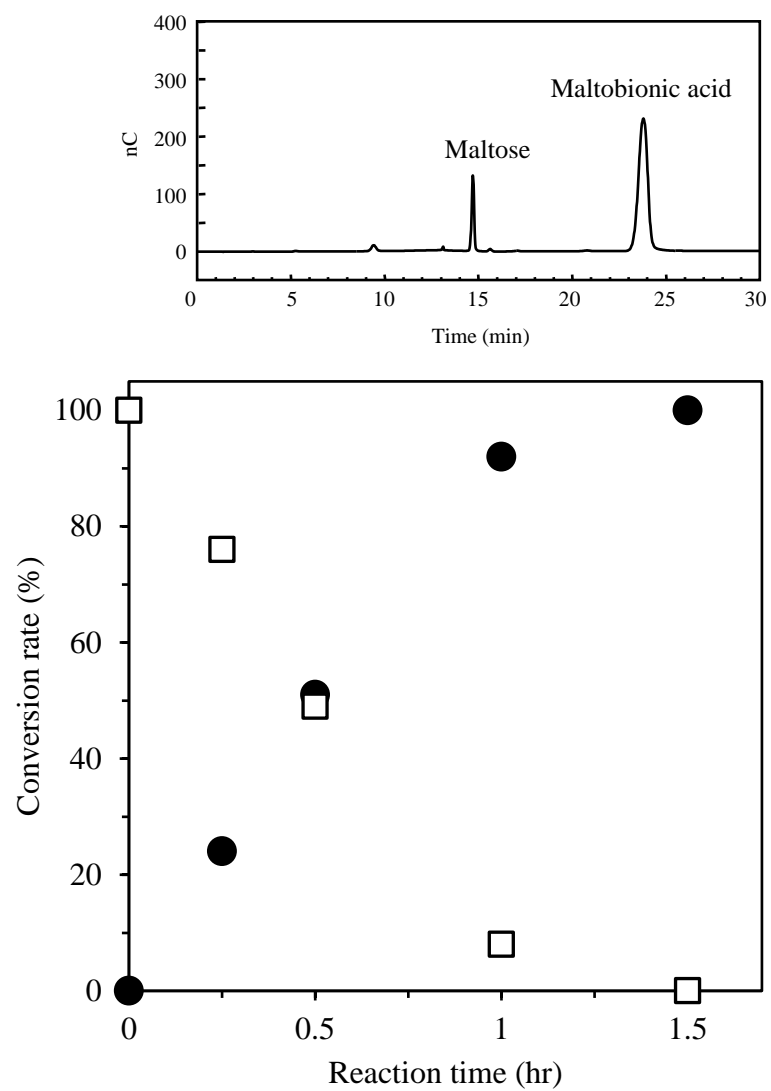 400
300
200
100
0
nC
Maltose
Maltobionic acid
0 5 10 15 20 25 30
Time (min)
100
80
60
40
20
0
Conversion rate (%)
0 0.5 1 1.5
Reaction time (hr)